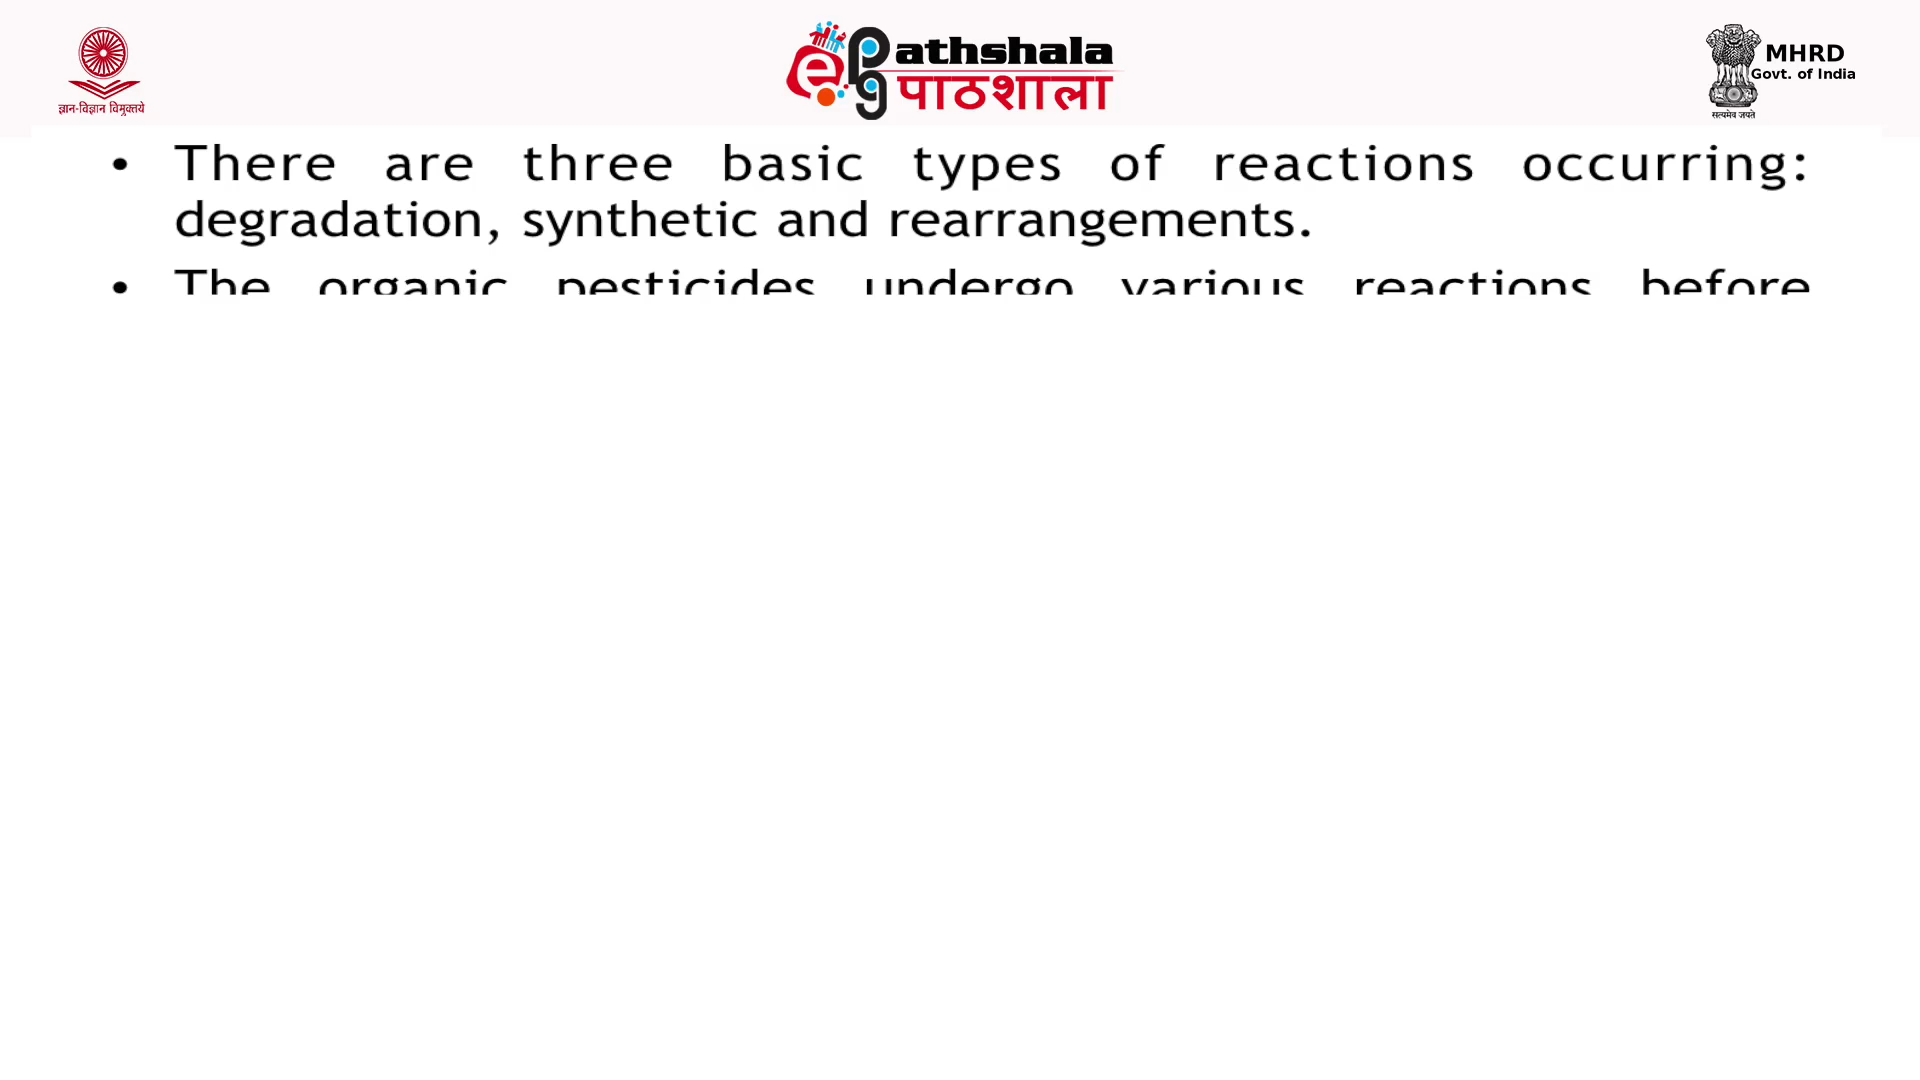 ज्ञान-विज्ञान विमुक्तये
e pg athshala
पाठशाला
MHRD
Govt. of India
सत्यमेव जयते
• There are three basic types of reactions occurring:
degradation, synthetic and rearrangements.
• The organic pesticides undergo various reactions before